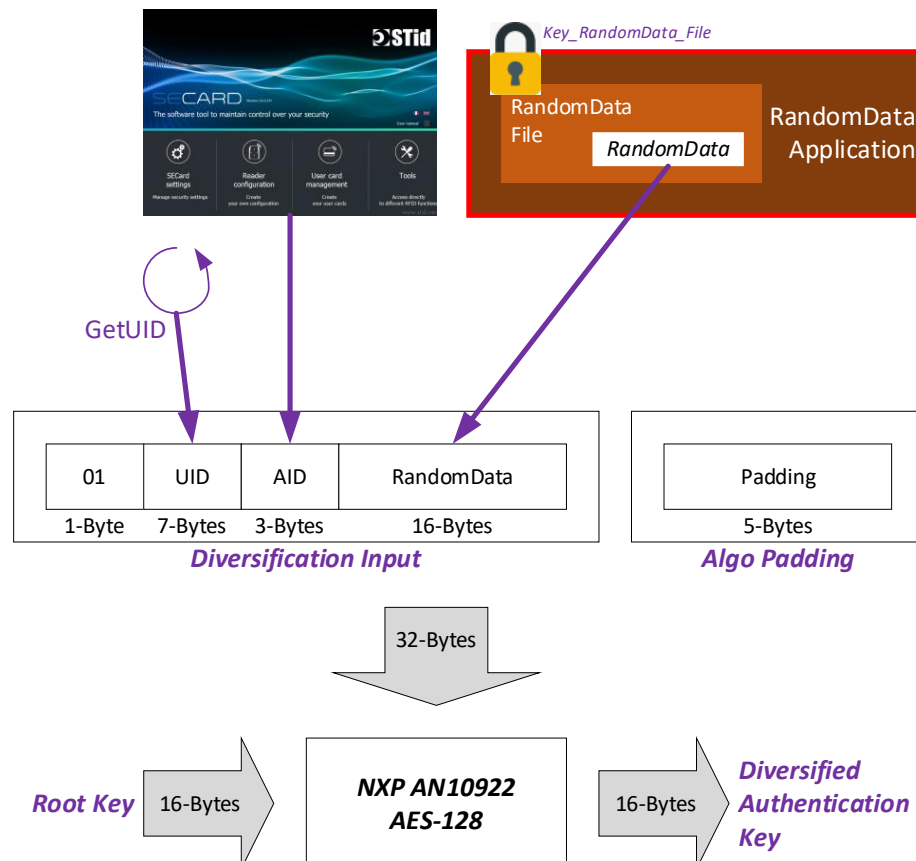 STid
Key_RandomData_File
SECARD
The software tool to maintain control over your security
User manual
RandomData
File
RandomData
RandomData
Application
SECard
settings
Manage security settings
Reader
configuration
Create
your own configuration
User card
management
Create
your user cards
Tools
Access directly
to different RFID functions
GetUID
01
UID
AID
RandomData
Padding
1-Byte
7-Bytes
3-Bytes
16-Bytes
5-Bytes
Diversification Input
Algo Padding
32-Bytes
Root Key
16-Bytes
NXP AN10922
AES-128
16-Bytes
Diversified
Authentication
Key